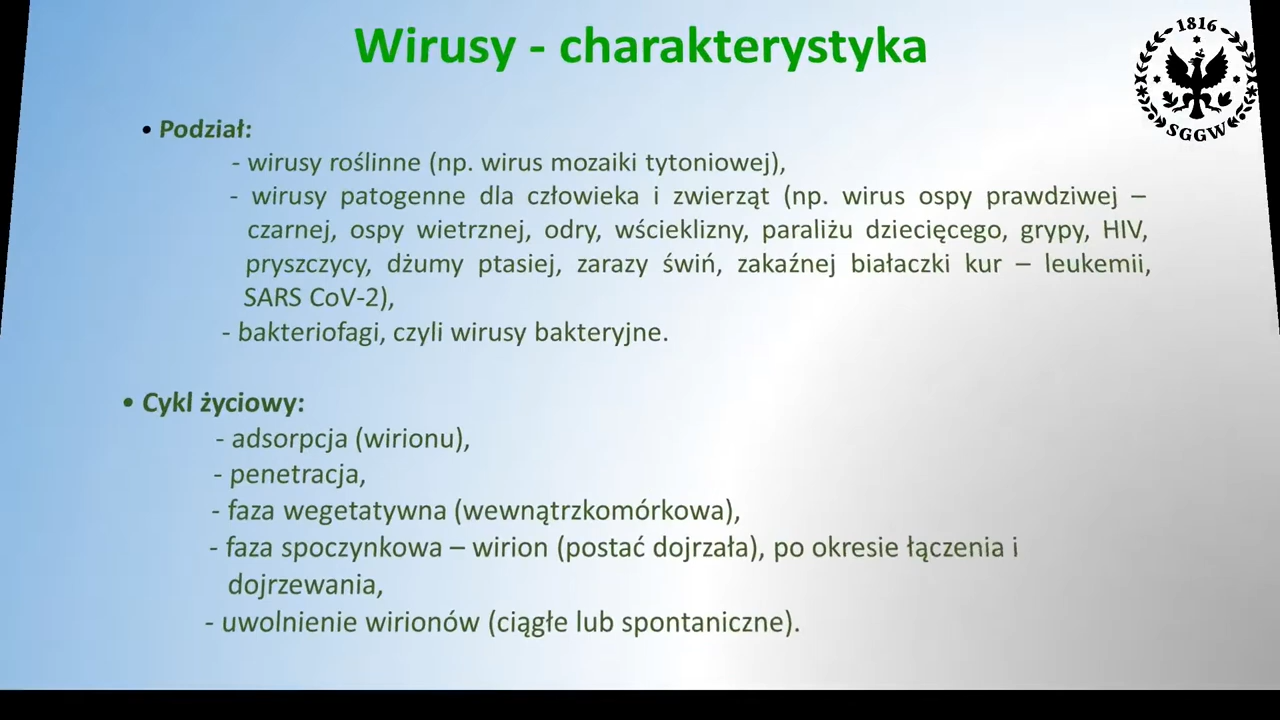 Wirusy - charakterystyka
1816
SGGW
• Podział:
- wirusy roślinne (np. wirus mozaiki tytoniowej),
- wirusy patogenne dla człowieka i zwierząt (np. wirus ospy prawdziwej –
czarnej, ospy wietrznej, odry, wścieklizny, paraliżu dziecięcego, grypy, HIV,
pryszczycy, dżumy ptasiej, zarazy świń, zakaźnej białaczki kur – leukemii,
SARS CoV-2),
- bakteriofagi, czyli wirusy bakteryjne.
• Cykl życiowy:
- adsorpcja (wirionu),
- penetracja,
- faza wegetatywna (wewnątrzkomórkowa),
- faza spoczynkowa – wirion (postać dojrzała), po okresie łączenia i
dojrzewania,
- uwolnienie wirionów (ciągłe lub spontaniczne).